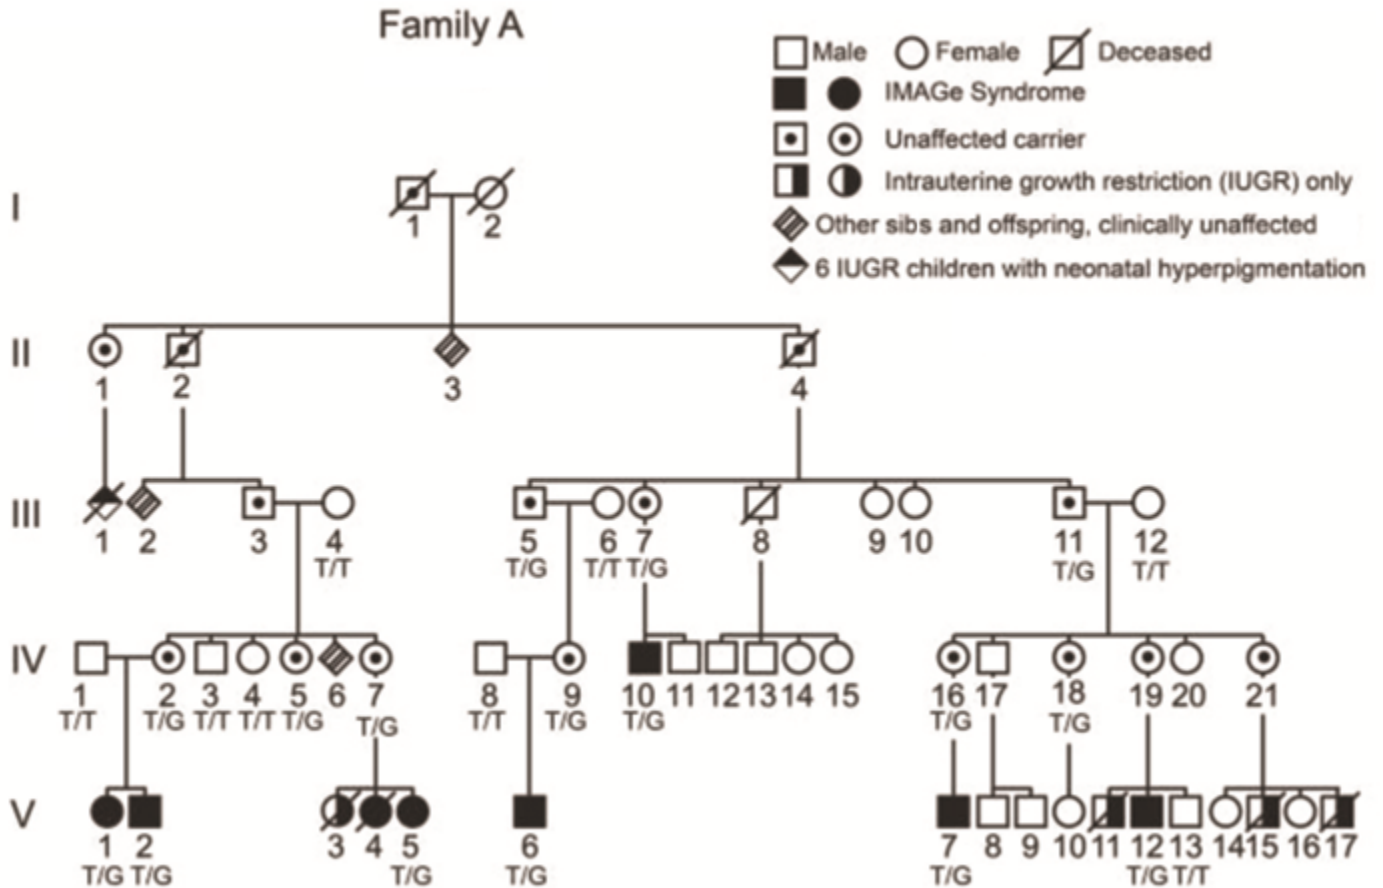 Family A
Male Female Deceased
IMAGe Syndrome
Unaffected carrier
Intrauterine growth restriction (IUGR) only
Other sibs and offspring, clinically unaffected
6 IUGR children with neonatal hyperpigmentation
I
1 2
II
1 2 3 4
III
1 2 3 4 5 6 7 8 9 10 11 12
T/T T/G T/T T/G T/G T/T
IV
1 2 3 4 5 6 7 8 9 10 11 12 13 14 15 16 17 18 19 20 21
T/T T/G T/T T/T T/G T/G T/T T/G T/G T/G T/G
V
1 2 3 4 5 6 7 8 9 10 11 12 13 14 15 16 17
T/G T/G T/G T/G T/G T/G T/T